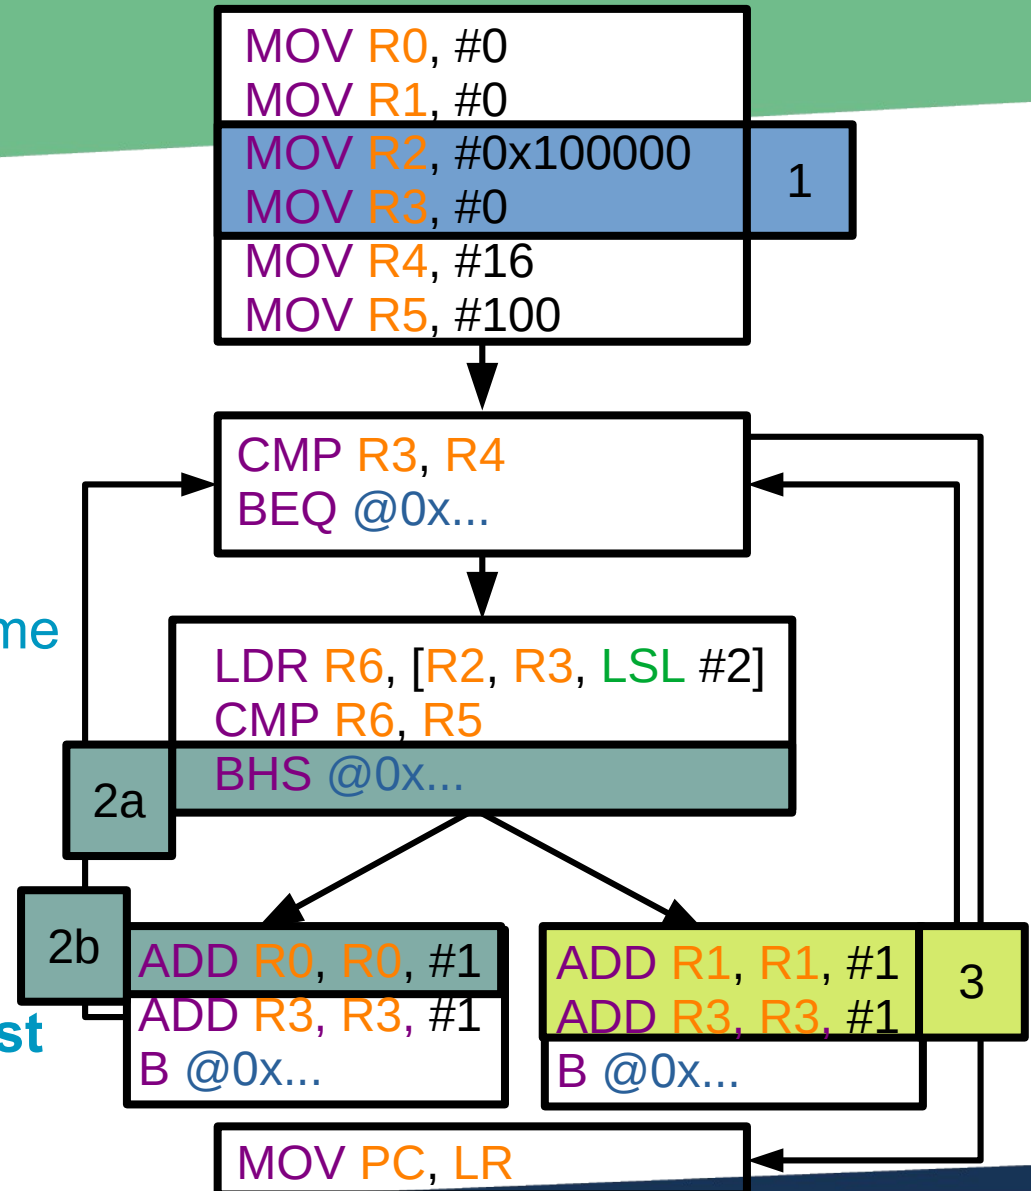 MOV R0, #0
MOV R1, #0
MOV R2, #0x100000
MOV R3, #0
1
MOV R4, #16
MOV R5, #100
CMP R3, R4
BEQ @0x...
LDR R6, [R2, R3, LSL #2]
CMP R6, R5
BHS @0x...
2a
2b
ADD R0, R0, #1
ADD R3, R3, #1
B @0x...
ADD R1, R1, #1
ADD R3, R3, #1
3
B @0x...
MOV PC, LR